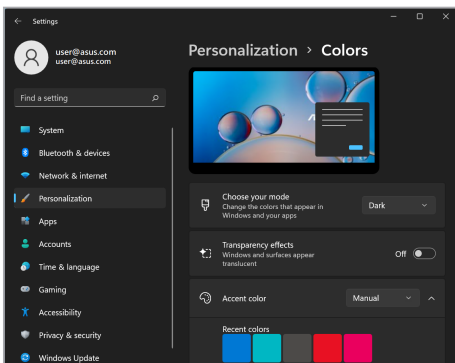 Settings
user@asus.com
user@asus.com
Find a setting
System
Bluetooth & devices
Network & internet
Personalization
Apps
Accounts
Time & language
Gaming
Accessibility
Privacy & security
Windows Update
Personalization > Colors
Choose your mode
Change the colors that appear in
Windows and your apps
Dark
Transparency effects
Windows and surfaces appear
translucent
Off
Accent color
Manual
Recent colors